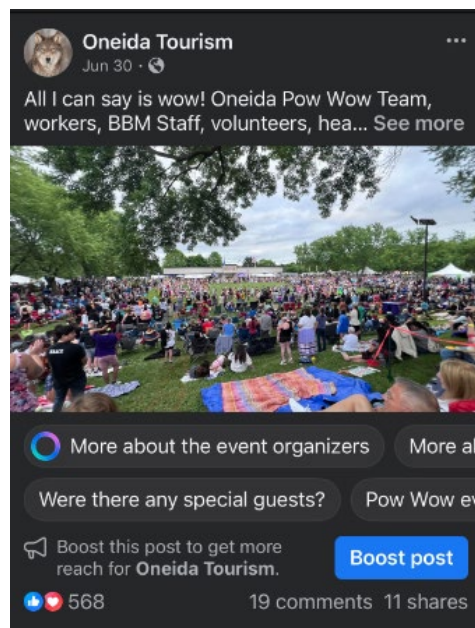 Oneida Tourism
Jun 30 ·
All I can say is wow! Oneida Pow Wow Team,
workers, BBM Staff, volunteers, hea... See more
More about the event organizers
More al
Were there any special guests?
Pow Wow ev
Boost this post to get more
reach for Oneida Tourism.
Boost post
568
19 comments 11 shares